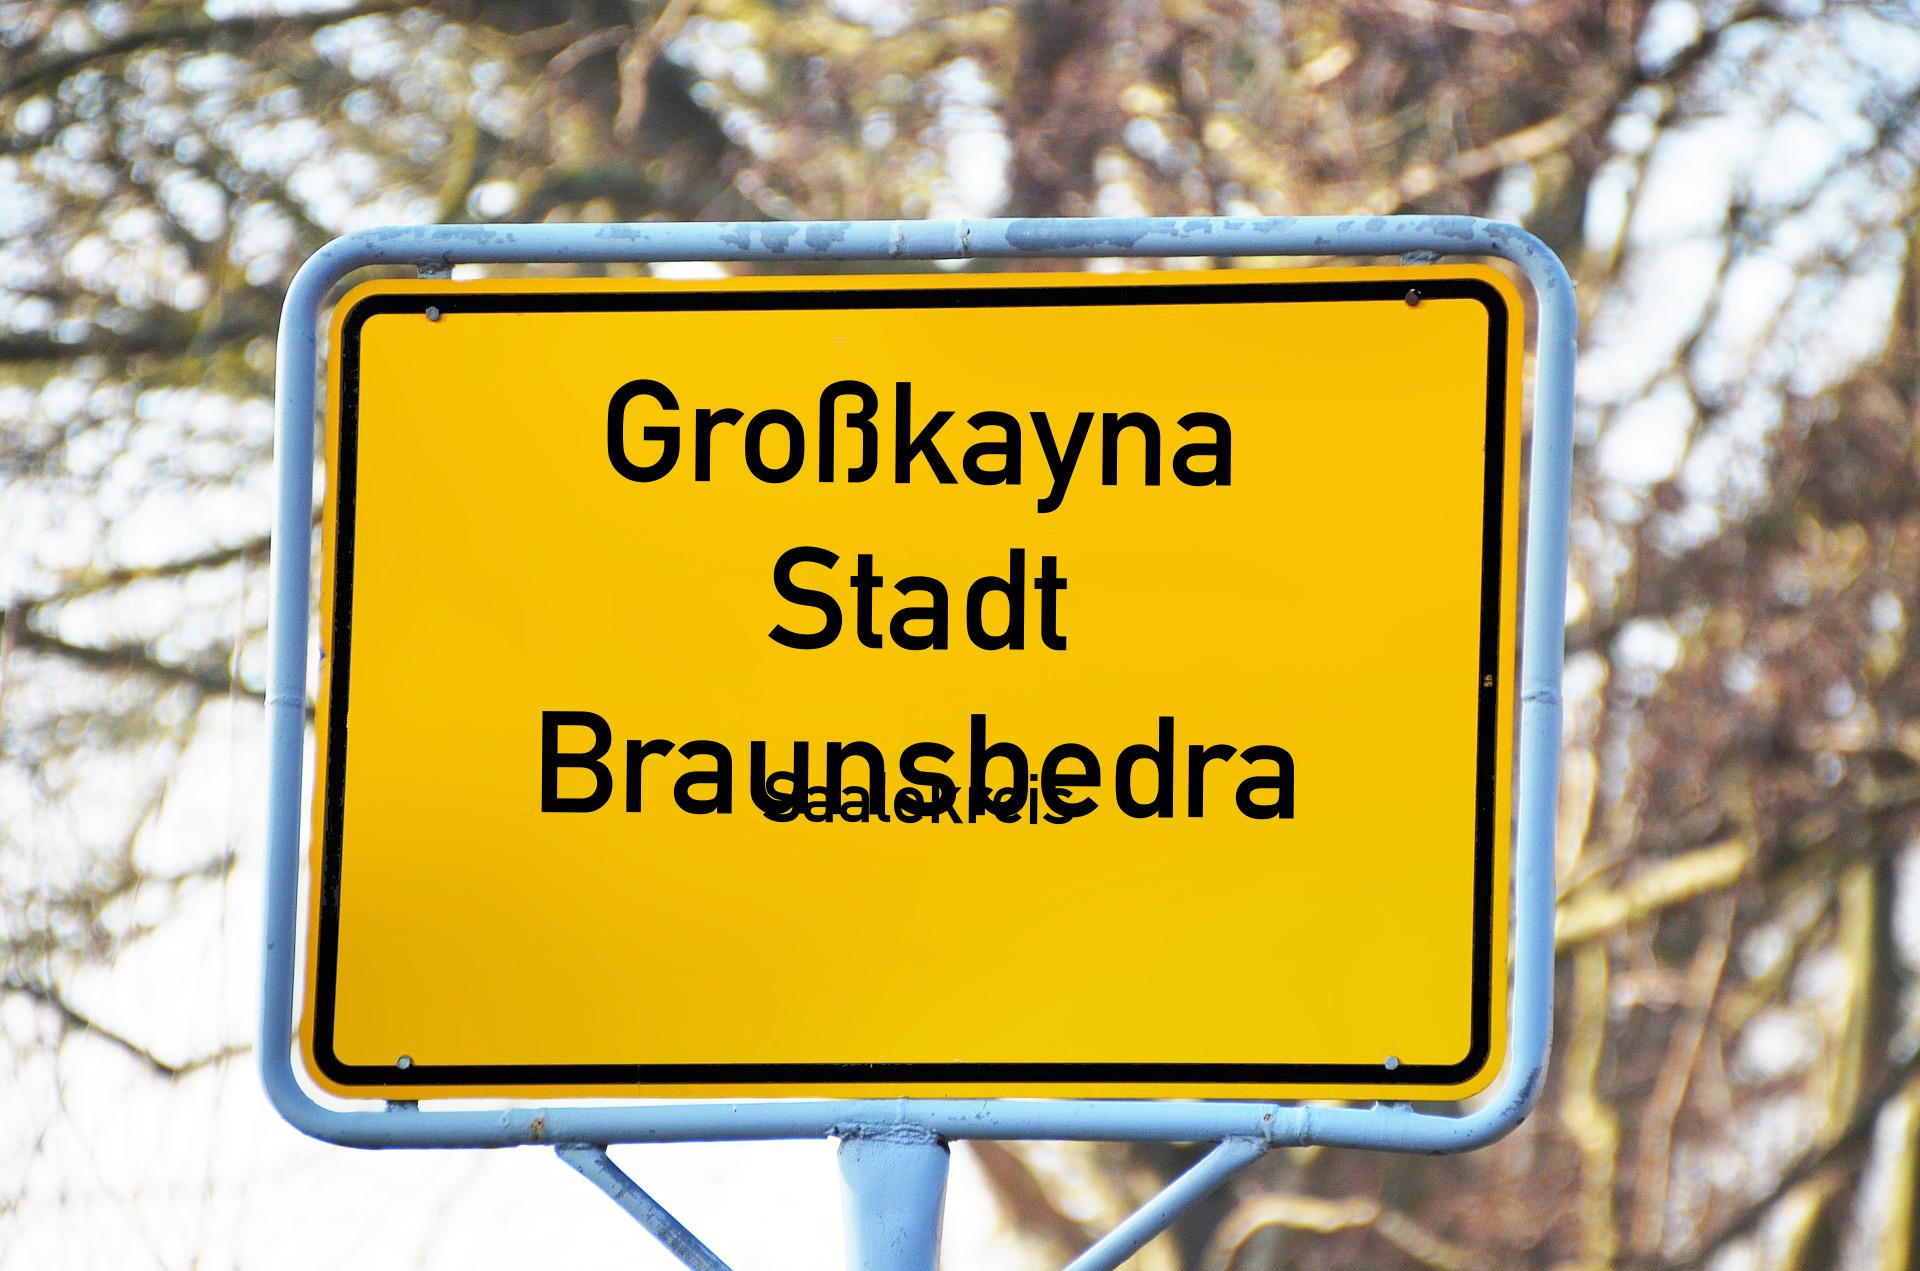 Großkayna
Stadt
Braunsbedra
Saalekreis